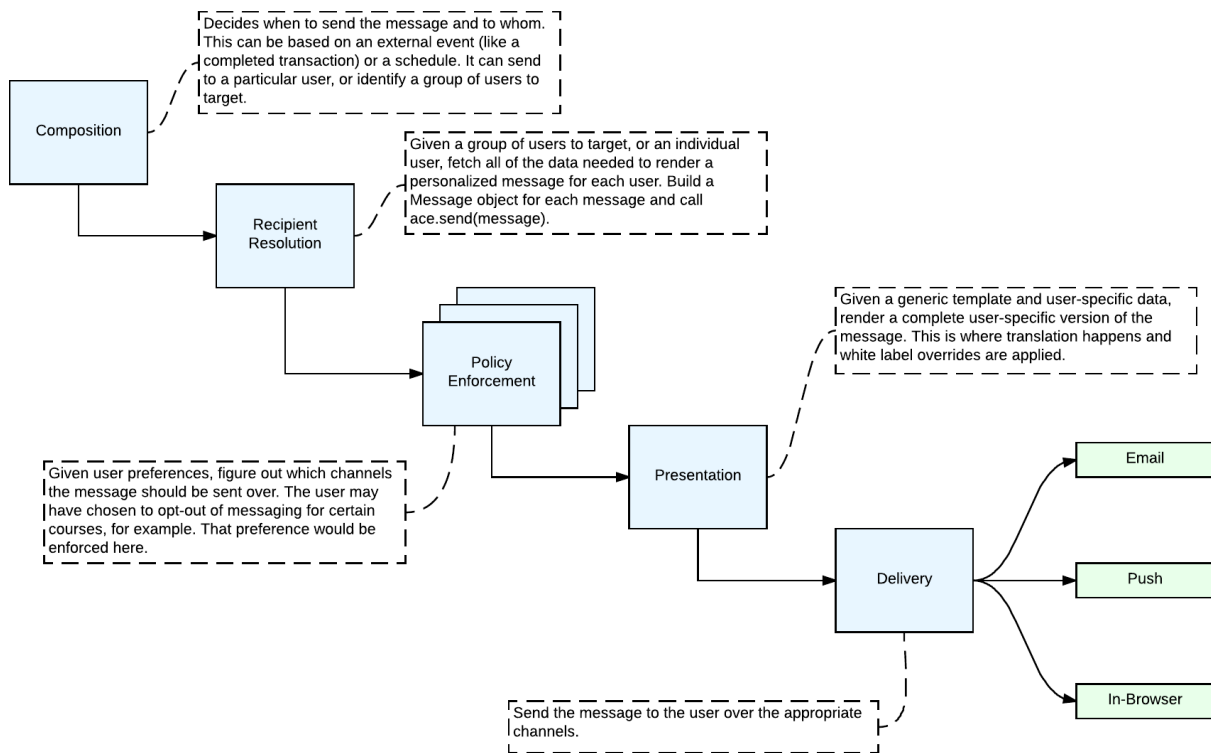 Decides when to send the message and to whom.
This can be based on an external event (like a
completed transaction) or a schedule. It can send
to a particular user, or identify a group of users to
target.
Composition
Given a group of users to target, or an individual
user, fetch all of the data needed to render a
personalized message for each user. Build a
Message object for each message and call
ace.send(message).
Recipient
Resolution
Given a generic template and user-specific data,
render a complete user-specific version of the
message. This is where translation happens and
white label overrides are applied.
Policy
Enforcement
Given user preferences, figure out which channels
the message should be sent over. The user may
have chosen to opt-out of messaging for certain
courses, for example. That preference would be
enforced here.
Presentation
Email
Delivery
Push
In-Browser
Send the message to the user over the appropriate
channels.